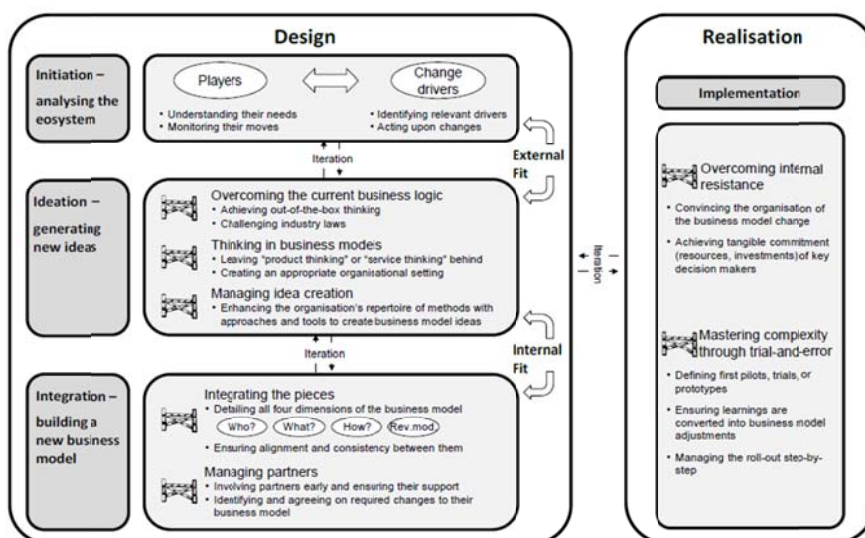 Design
Initiation –
analysing the
eosystem
Players
Change
drivers
• Understanding their needs
• Monitoring their moves
• Identifying relevant drivers
• Acting upon changes
Iteration
External
Fit
Ideation –
generating
new ideas
Overcoming the current business logic
• Achieving out-of-the-box thinking
• Challenging industry laws
Thinking in business modes
• Leaving "product thinking" or "service thinking" behind
• Creating an appropriate organisational setting
Managing idea creation
• Enhancing the organisation's repertoire of methods with
approaches and tools to create business model ideas
Iteration
Internal
Fit
Integration –
building a
new business
model
Integrating the pieces
• Detailing all four dimensions of the business model
Who?
What?
How?
Rev.mod.
• Ensuring alignment and consistency between them
Managing partners
• Involving partners early and ensuring their support
• Identifying and agreeing on required changes to their
business model
Iteration
Realisation
Implementation
Overcoming internal
resistance
• Convincing the organisation of
the business model change
• Achieving tangible commitment
(resources, investments) of key
decision makers
Mastering complexity
through trial-and-error
• Defining first pilots, trials, or
prototypes
• Ensuring learnings are
converted into business model
adjustments
• Managing the roll-out step-by-
step